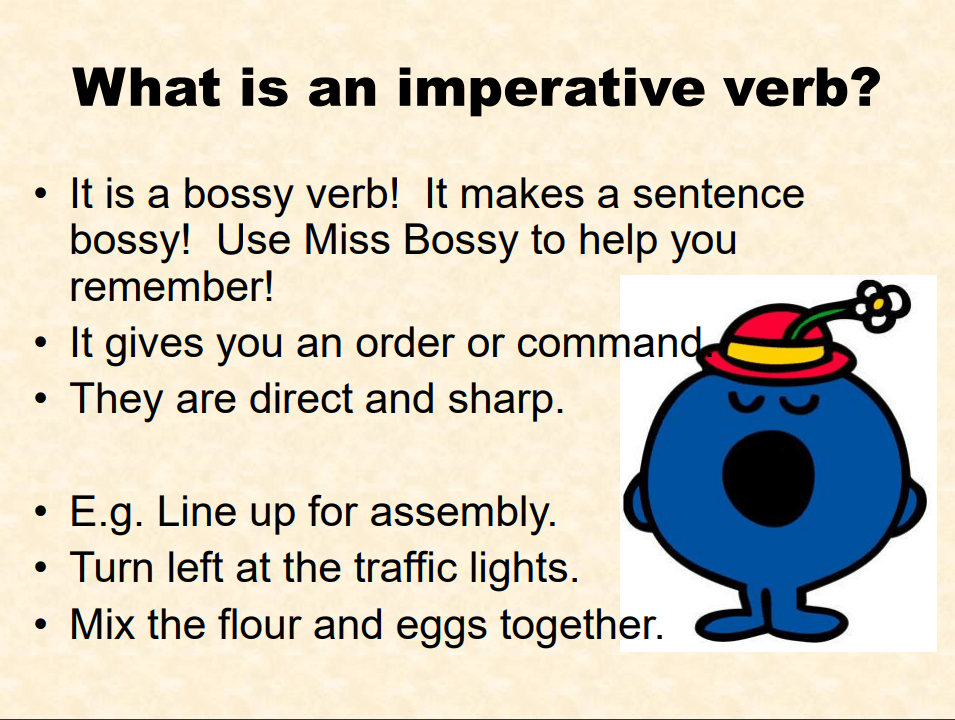 What is an imperative verb?
• It is a bossy verb!  It makes a sentence
bossy!  Use Miss Bossy to help you
remember!
• It gives you an order or command.
• They are direct and sharp.
• E.g. Line up for assembly.
• Turn left at the traffic lights.
• Mix the flour and eggs together.